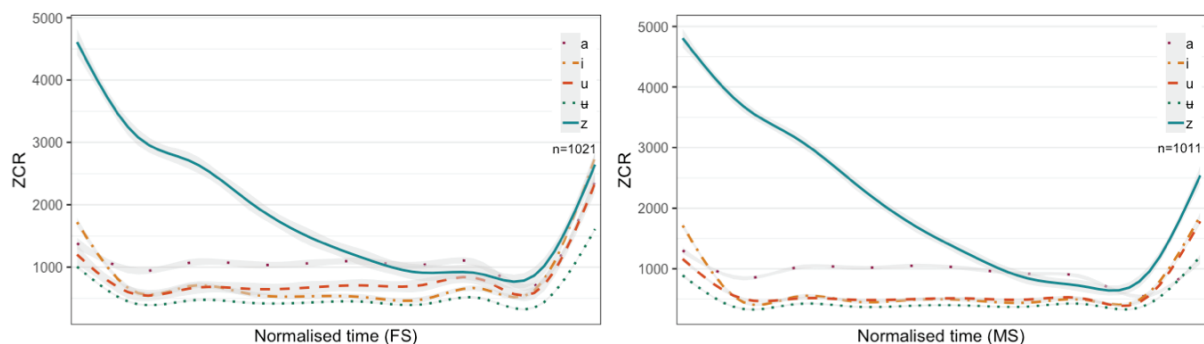 5000
4000
3000
2000
1000
ZCR
a
i
u
ʉ
z
n=1021
Normalised time (FS)
5000
4000
3000
2000
1000
ZCR
a
i
u
ʉ
z
n=1011
Normalised time (MS)